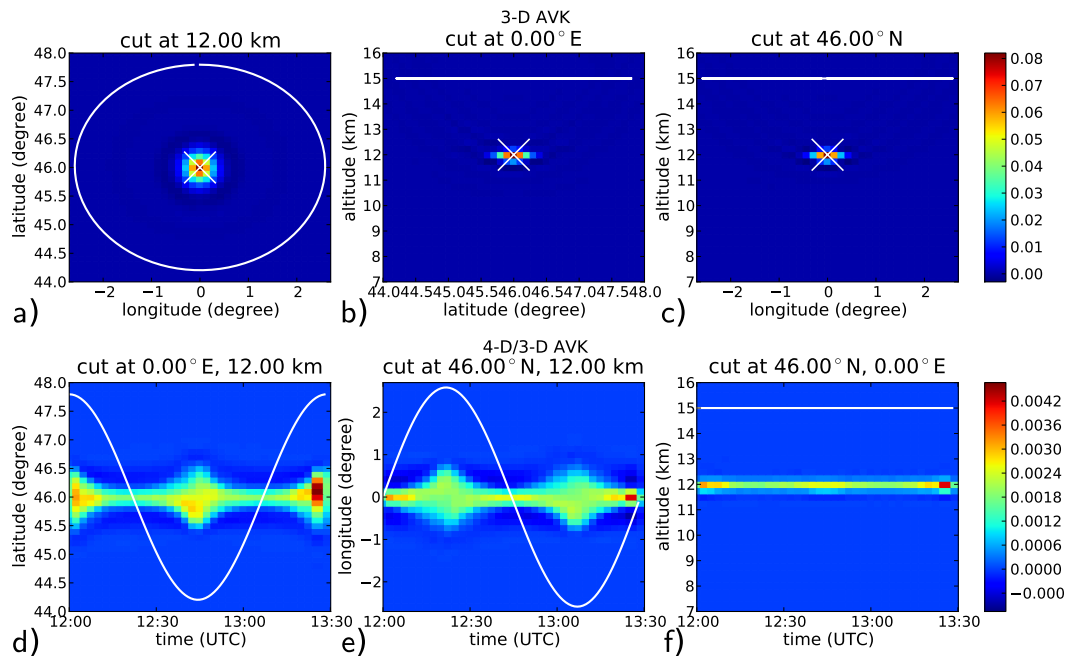 3-D AVK
cut at 12.00 km
cut at 0.00°E
cut at 46.00°N
48.0
47.5
47.0
46.5
46.0
45.5
45.0
44.5
44.0
latitude (degree)
−2 −1 0 1 2
longitude (degree)
a)
16
15
14
13
12
11
10
9
8
7
altitude (km)
44.044.545.045.546.046.547.047.548.0
latitude (degree)
b)
16
15
14
13
12
11
10
9
8
7
altitude (km)
−2 −1 0 1 2
longitude (degree)
c)
0.08
0.07
0.06
0.05
0.04
0.03
0.02
0.01
0.00
4-D/3-D AVK
cut at 0.00°E, 12.00 km
cut at 46.00°N, 12.00 km
cut at 46.00°N, 0.00°E
48.0
47.5
47.0
46.5
46.0
45.5
45.0
44.5
44.0
latitude (degree)
12:00 12:30 13:00 13:30
time (UTC)
d)
2
1
0
−1
−2
longitude (degree)
12:00 12:30 13:00 13:30
time (UTC)
e)
16
15
14
13
12
11
10
9
8
7
altitude (km)
12:00 12:30 13:00 13:30
time (UTC)
f)
0.0042
0.0036
0.0030
0.0024
0.0018
0.0012
0.0006
−0.000